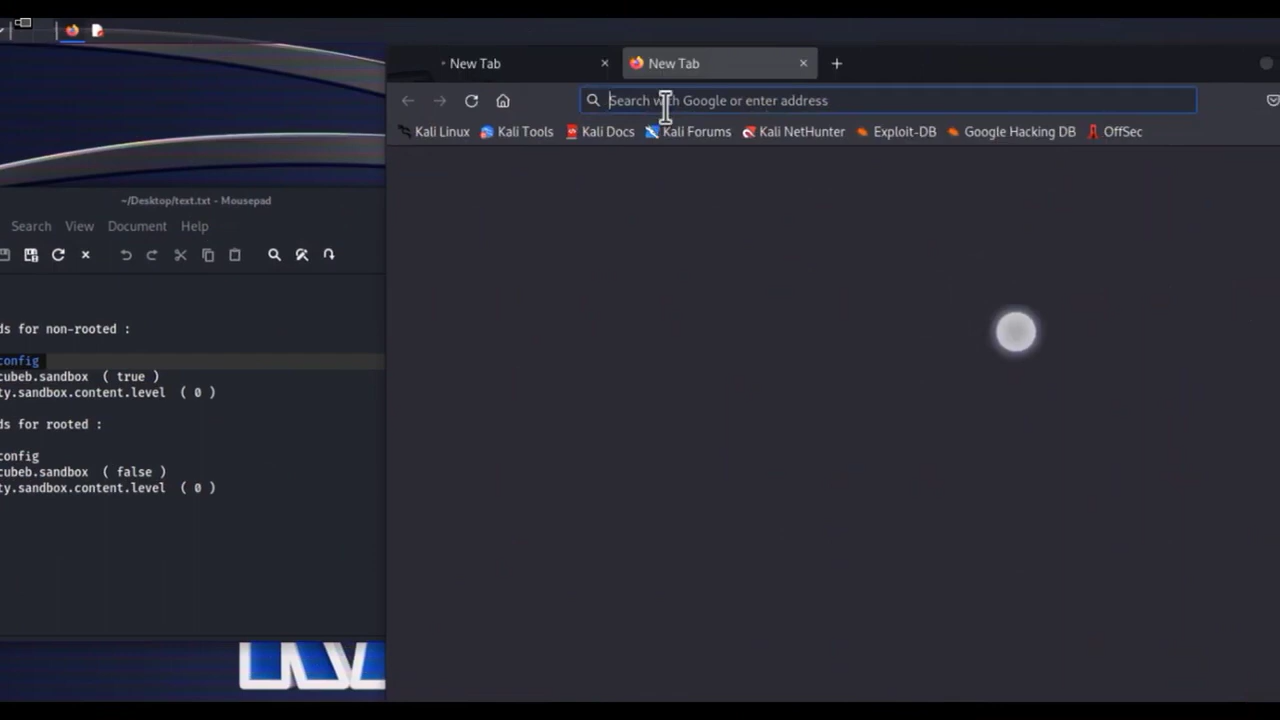 New Tab
New Tab
Search with Google or enter address
Kali Linux Kali Tools Kali Docs Kali Forums Kali NetHunter Exploit-DB Google Hacking DB OffSec
~/Desktop/text.txt - Mousepad
Search View Document Help
ds for non-rooted :
config
cubeb.sandbox ( true )
ty.sandbox.content.level ( 0 )
ds for rooted :
config
cubeb.sandbox ( false )
ty.sandbox.content.level ( 0 )